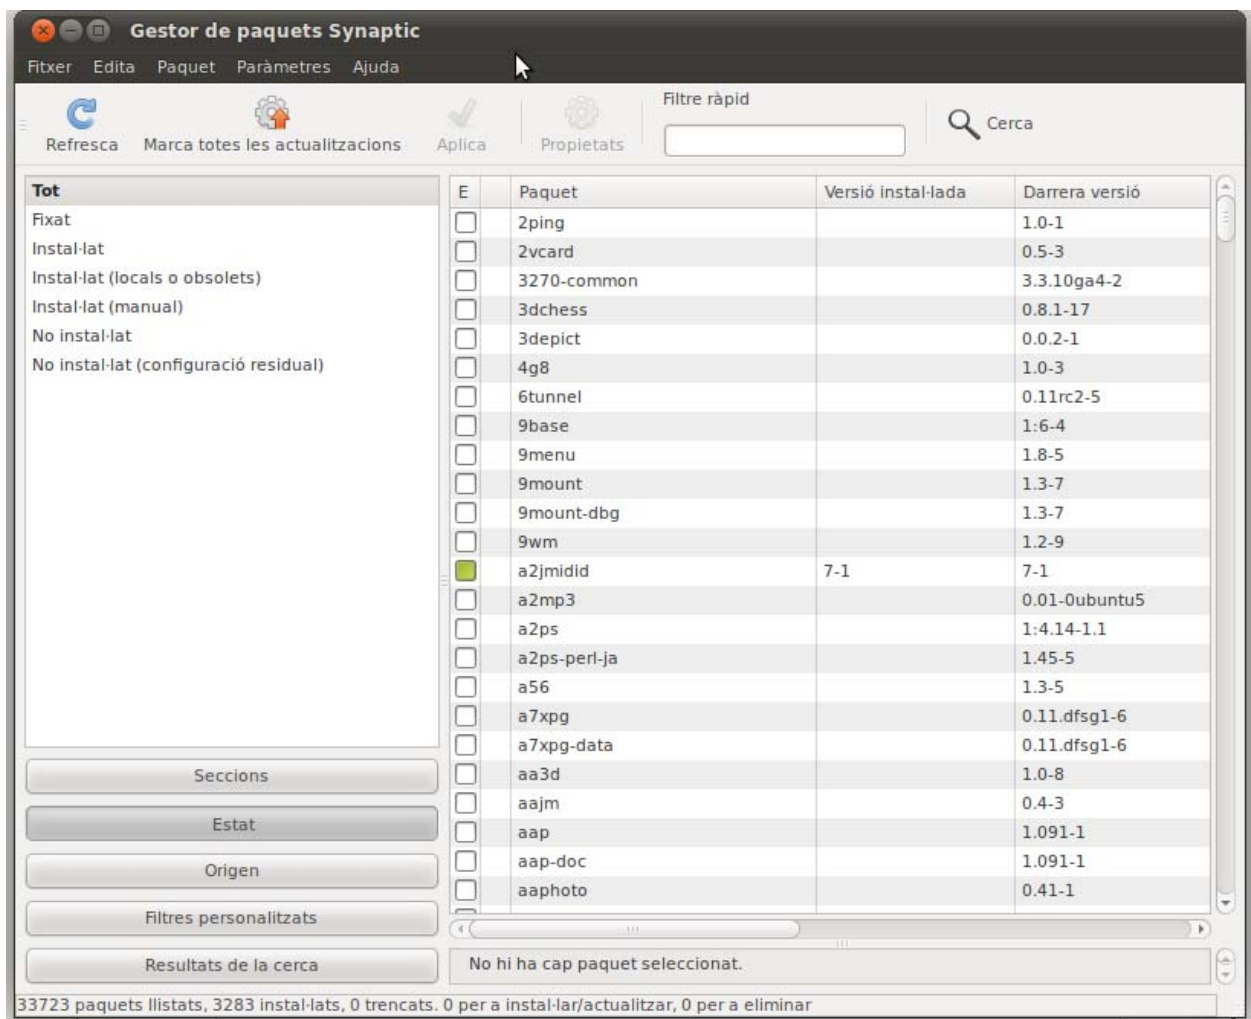 Gestor de paquets Synaptic
Fitxer Edita Paquet Paràmetres Ajuda
Refresca Marca totes les actualitzacions Aplica Propietats Filtre ràpid Cerca
Tot
Fixat
Instal·lat
Instal·lat (locals o obsolets)
Instal·lat (manual)
No instal·lat
No instal·lat (configuració residual)
Seccions
Estat
Origen
Filtres personalitzats
Resultats de la cerca
E Paquet Versió instal·lada Darrera versió
2ping 1.0-1
2vcard 0.5-3
3270-common 3.3.10ga4-2
3dchess 0.8.1-17
3depict 0.0.2-1
4g8 1.0-3
6tunnel 0.11rc2-5
9base 1:6-4
9menu 1.8-5
9mount 1.3-7
9mount-dbg 1.3-7
9wm 1.2-9
a2jmidid 7-1 7-1
a2mp3 0.01-0ubuntu5
a2ps 1:4.14-1.1
a2ps-perl-ja 1.45-5
a56 1.3-5
a7xpg 0.11.dfsg1-6
a7xpg-data 0.11.dfsg1-6
aa3d 1.0-8
aajm 0.4-3
aap 1.091-1
aap-doc 1.091-1
aaphoto 0.41-1
No hi ha cap paquet seleccionat.
33723 paquets llistats, 3283 instal·lats, 0 trencats. 0 per a instal·lar/actualitzar, 0 per a eliminar